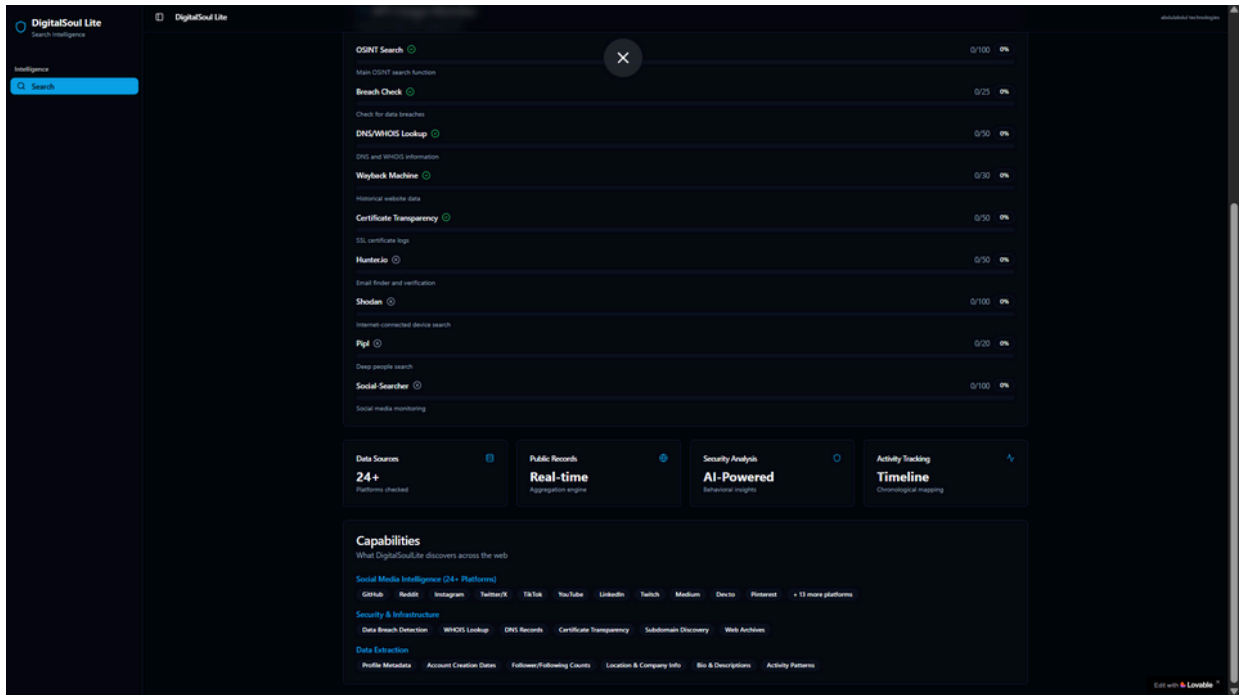 DigitalSoul Lite
Search Intelligence
Intelligence
Search
DigitalSoul Lite
abdulabdul technologies
OSINT Search 0/100 0%
Main OSINT search function
Breach Check 0/25 0%
Check for data breaches
DNS/WHOIS Lookup 0/50 0%
DNS and WHOIS information
Wayback Machine 0/30 0%
Historical website data
Certificate Transparency 0/50 0%
SSL certificate logs
Hunter.io 0/50 0%
Email finder and verification
Shodan 0/100 0%
Internet-connected device search
Pipl 0/20 0%
Deep people search
Social-Searcher 0/100 0%
Social media monitoring
Data Sources
24+
Platforms checked
Public Records
Real-time
Aggregation engine
Security Analysis
AI-Powered
Behavioral insights
Activity Tracking
Timeline
Chronological mapping
Capabilities
What DigitalSoulLite discovers across the web
Social Media Intelligence (24+ Platforms)
GitHub Reddit Instagram Twitter/X TikTok YouTube LinkedIn Twitch Medium Dev.to Pinterest + 13 more platforms
Security & Infrastructure
Data Breach Detection WHOIS Lookup DNS Records Certificate Transparency Subdomain Discovery Web Archives
Data Extraction
Profile Metadata Account Creation Dates Follower/Following Counts Location & Company Info Bio & Descriptions Activity Patterns
Edit with Lovable